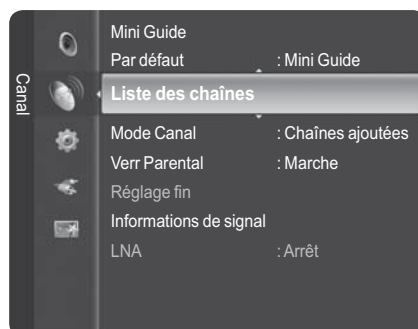 Canal
Mini Guide
Par défaut : Mini Guide
Liste des chaînes
Mode Canal : Chaînes ajoutées
Verr Parental : Marche
Réglage fin
Informations de signal
LNA : Arrêt